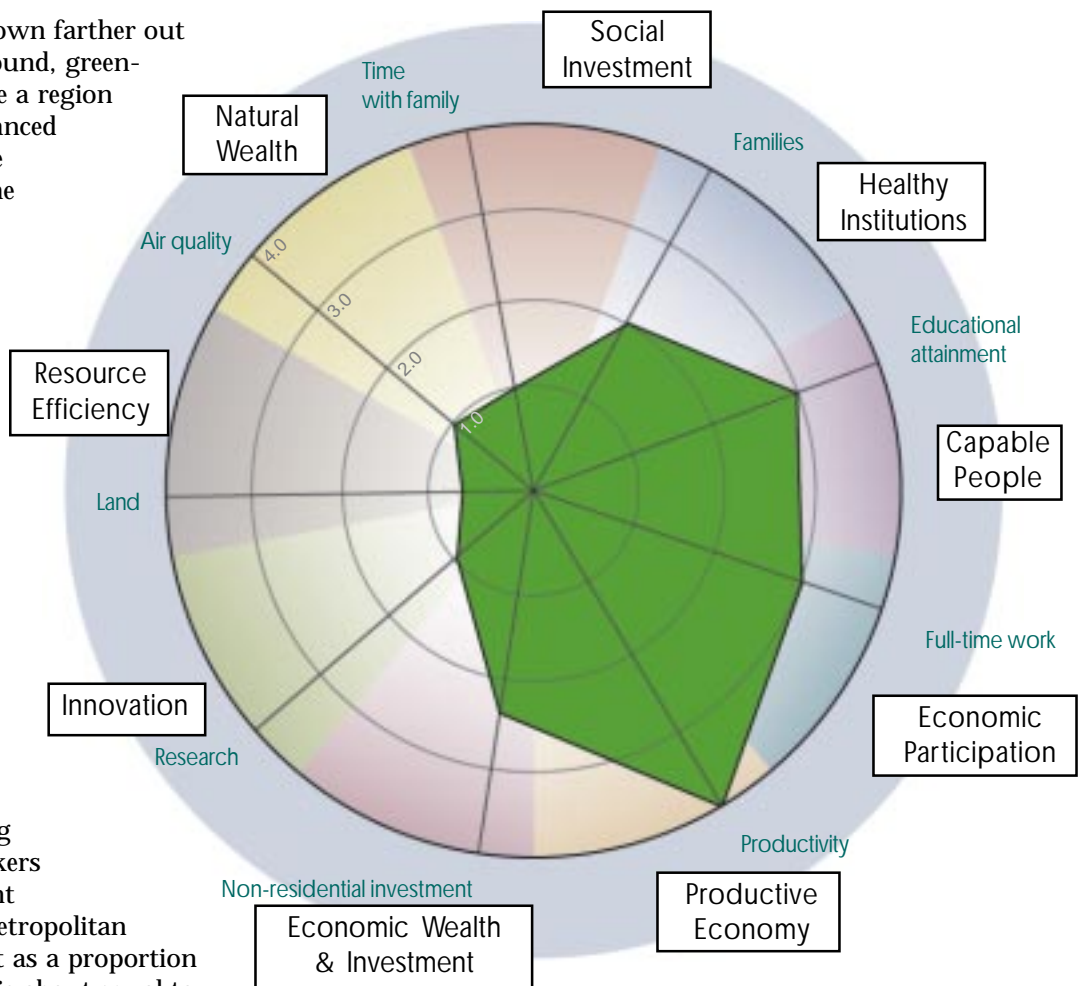 own farther out
ound, green-
e a region
anced
e
ne
Social
Investment
Time
with family
Natural
Wealth
Families
Healthy
Institutions
Air quality
4.0
3.0
2.0
1.0
Educational
attainment
Resource
Efficiency
Capable
People
Land
Full-time work
Innovation
Research
Economic
Participation
g
kers
nt
etropolitan
t as a proportion
Productivity
Non-residential investment
Productive
Economy
Economic Wealth
& Investment